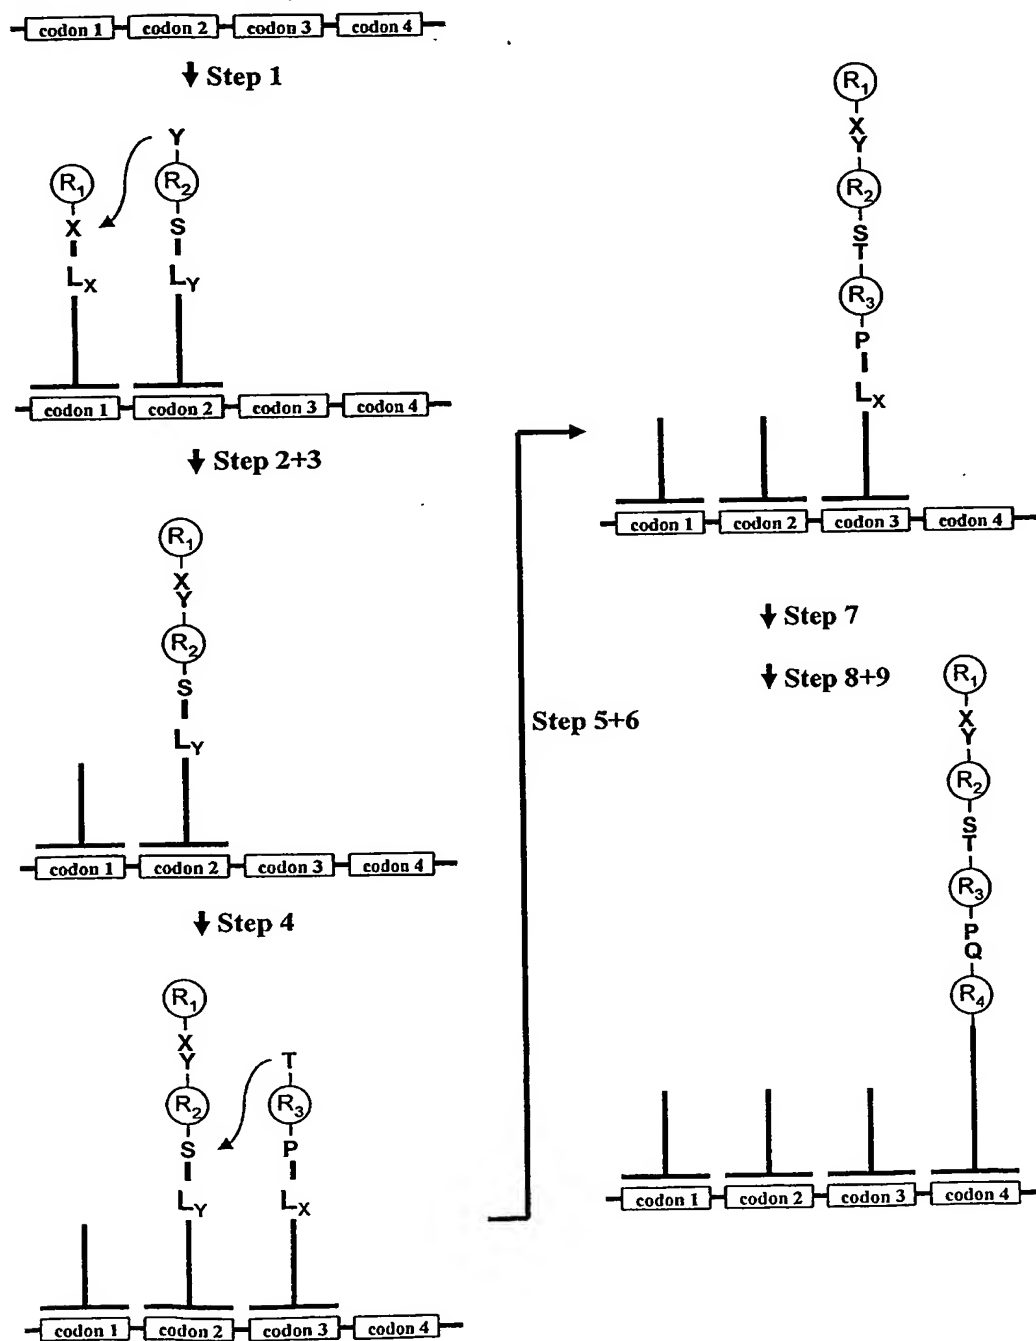 codon 1 codon 2 codon 3 codon 4
Step 1
Y
R1 R2
X S
LX LY
codon 1 codon 2 codon 3 codon 4
Step 2+3
R1
X
Y
R2
S
LY
codon 1 codon 2 codon 3 codon 4
Step 4
R1
X
Y T
R2 R3
S P
LY LX
codon 1 codon 2 codon 3 codon 4
Step 5+6
R1
X
Y
R2
S
T
R3
P
LX
codon 1 codon 2 codon 3 codon 4
Step 7
Step 8+9
R1
X
Y
R2
S
T
R3
P
Q
R4
codon 1 codon 2 codon 3 codon 4